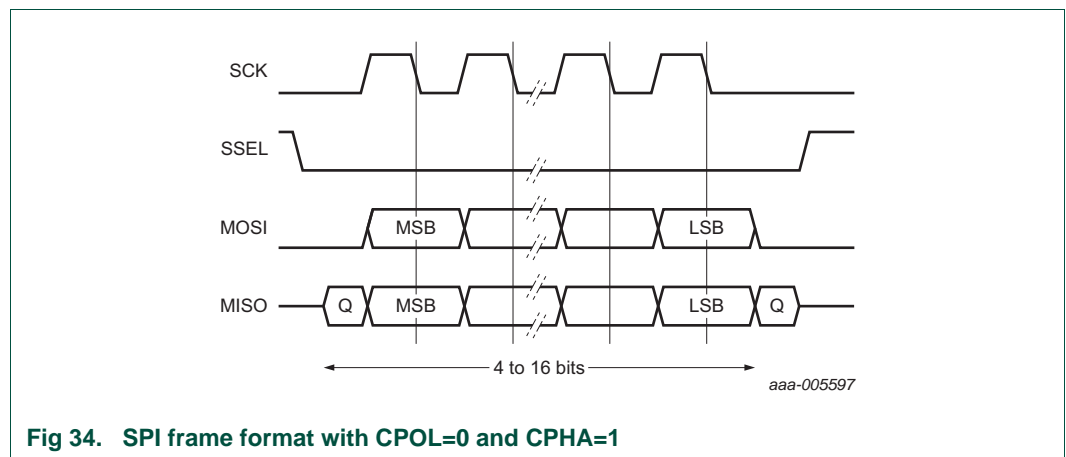 SCK
SSEL
MOSI MSB LSB
MISO Q MSB LSB Q
4 to 16 bits
aaa-005597
Fig 34. SPI frame format with CPOL=0 and CPHA=1